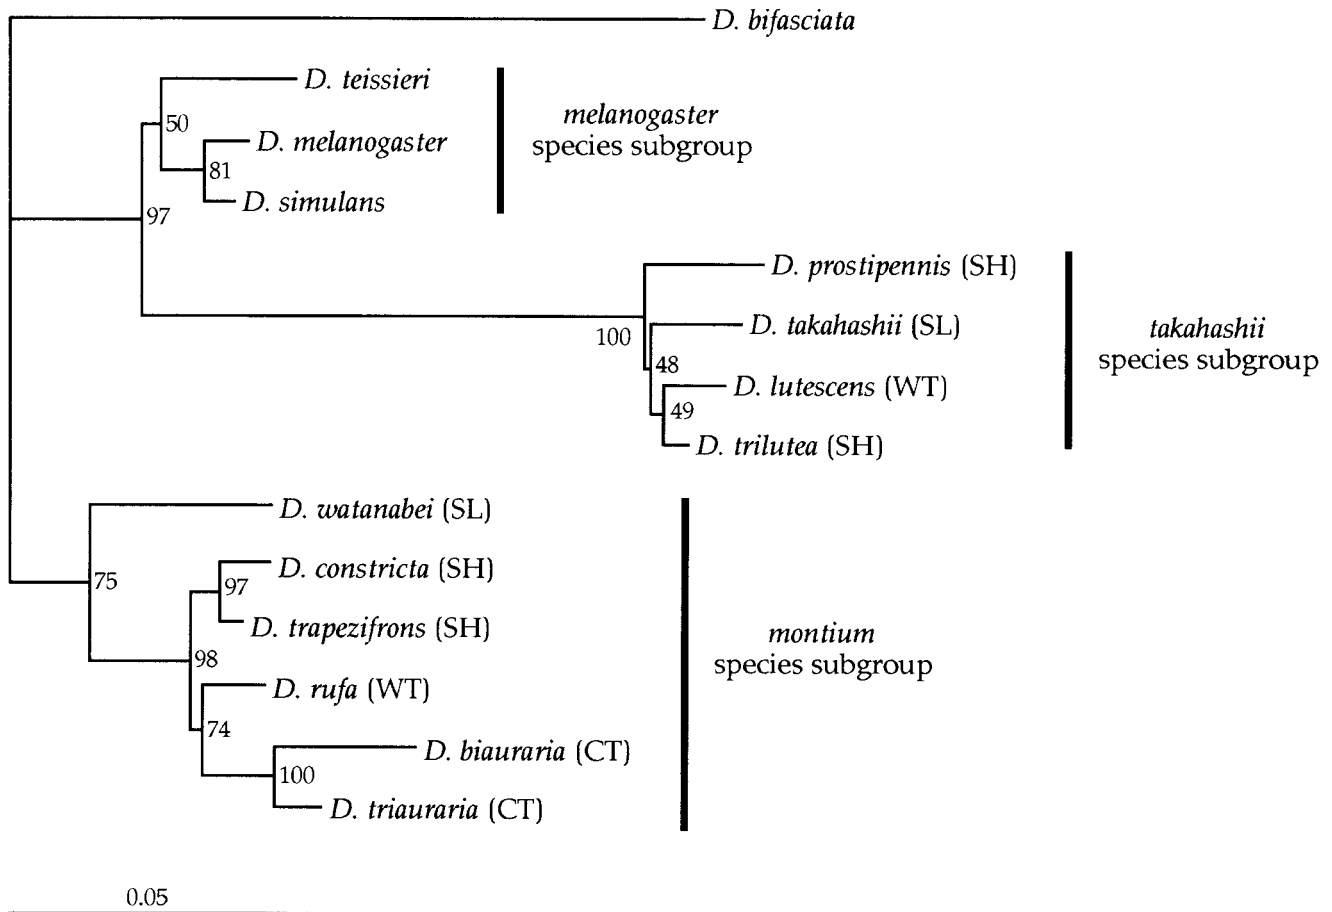 D. bifasciata
D. teissieri
50
D. melanogaster
81
D. simulans
melanogaster
species subgroup
97
D. prostipennis (SH)
100
D. takahashii (SL)
48
D. lutescens (WT)
49
D. trilutea (SH)
takahashii
species subgroup
D. watanabei (SL)
75
D. constricta (SH)
97
D. trapezifrons (SH)
98
D. rufa (WT)
74
D. biauraria (CT)
100
D. triauraria (CT)
montium
species subgroup
0.05